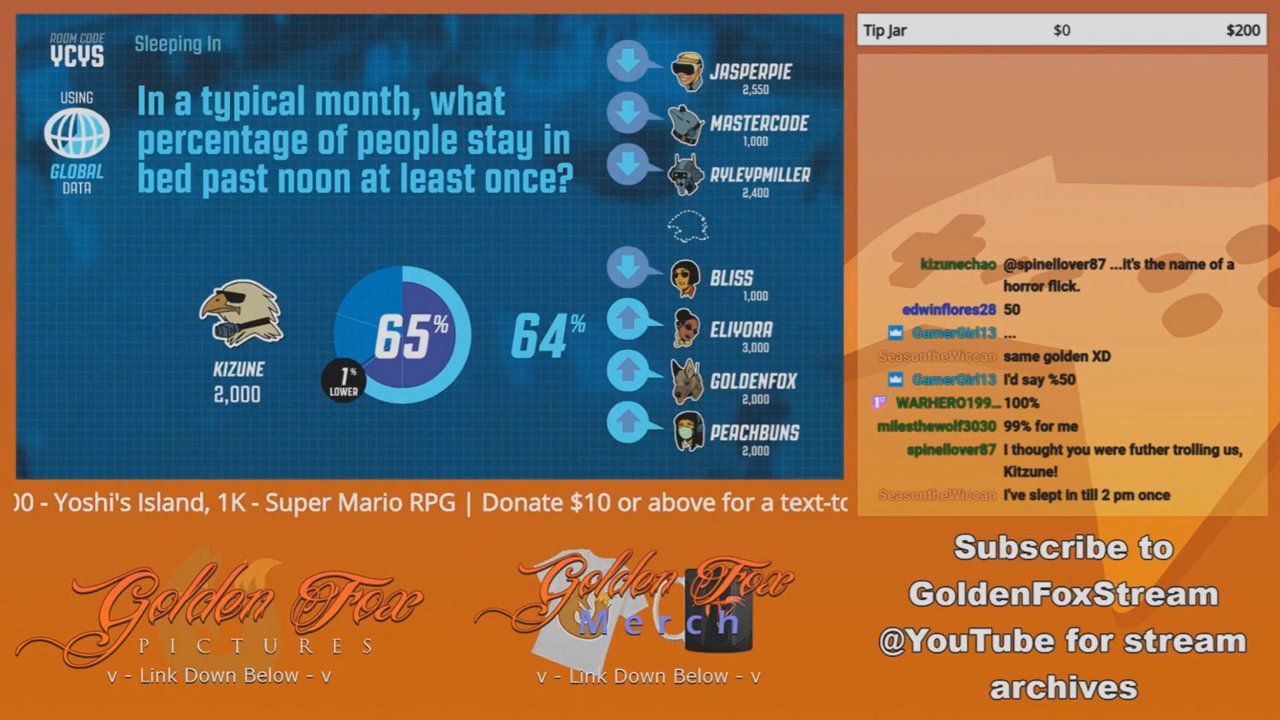 ROOM CODE
YCYS
Sleeping In
USING
GLOBAL
DATA
In a typical month, what
percentage of people stay in
bed past noon at least once?
KIZUNE
2,000
65%
1%
LOWER
64%
JASPERPIE
2,550
MASTERCODE
1,000
RYLEYPMILLER
2,400
BLISS
1,000
ELIYORA
3,000
GOLDENFOX
2,000
PEACHBUNS
2,000
Tip Jar $0 $200
kizunechao @spinellover87 ...it's the name of a
horror flick.
edwinflores28 50
GamerGirl13 ...
SeasontheWiccan same golden XD
GamerGirl13 I'd say %50
WARHERO199... 100%
milesthewolf3030 99% for me
spinellover87 I thought you were futher trolling us,
Kitzune!
SeasontheWiccan I've slept in till 2 pm once
00 - Yoshi's Island, 1K - Super Mario RPG | Donate $10 or above for a text-to
Golden Fox
PICTURES
v - Link Down Below - v
Golden Fox
Merch
v - Link Down Below - v
Subscribe to
GoldenFoxStream
@YouTube for stream
archives